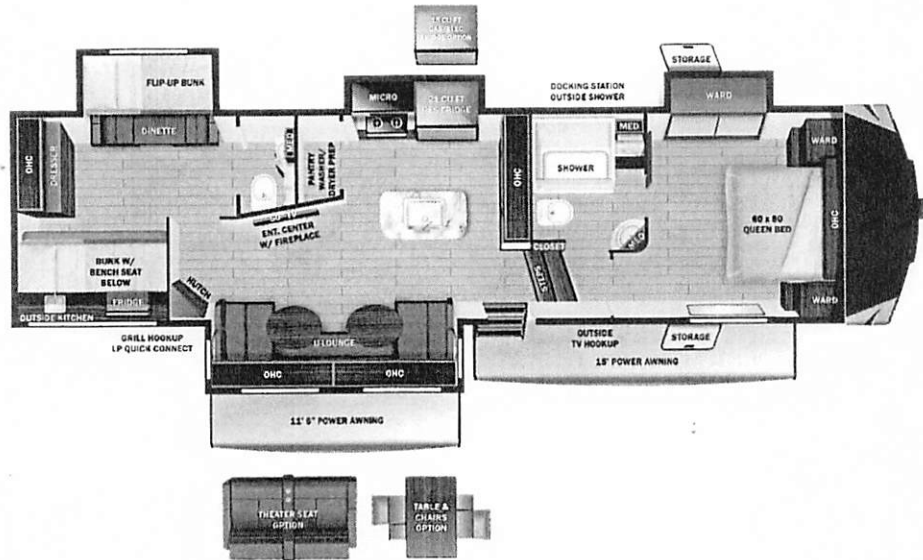 STORAGE
FLIP-UP BUNK
DOCKING STATION
OUTSIDE SHOWER
MICRO
WARD
DINETTE
MED
MED
WARD
OHC
DRESSER
PANTRY
WASHER/
DRYER PREP
OHC
SHOWER
OHC
ENT. CENTER
W/ FIREPLACE
60 x 80
QUEEN BED
MED
CLOSET
STEPS
BUNK W/
BENCH SEAT
BELOW
HUTCH
FRIDGE
WARD
OUTSIDE KITCHEN
GRILL HOOKUP
LP QUICK CONNECT
U-LOUNGE
OUTSIDE
TV HOOKUP
STORAGE
15' POWER AWNING
OHC
OHC
11' 6" POWER AWNING
THEATER SEAT
OPTION
TABLE &
CHAIRS
OPTION